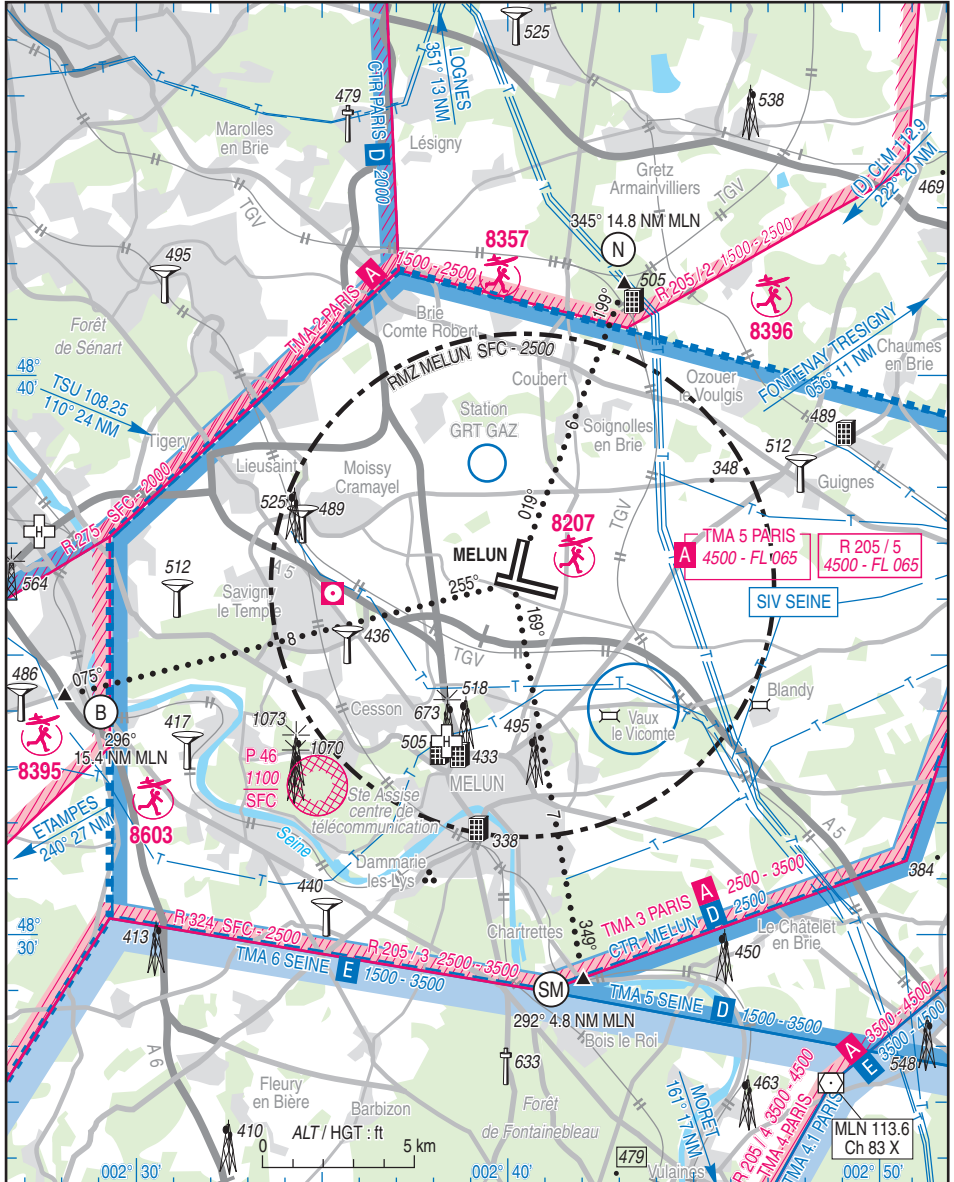 525
LOGNES
351° 13 NM
CTR PARIS D 2000
479
538
Marolles
en Brie
Lésigny
Gretz
Armainvilliers
TGV
TGV
(D) CLM 112.9
222° 20 NM
469
345° 14.8 NM MLN
N
8357
495
1500 - 2500
505
R 205 / 2 1500 - 2500
8396
TMA 2 PARIS A
199°
Brie
Comte Robert
Forêt
de Sénart
RMZ MELUN SFC - 2500
48°
40'
TSU 108.25
110° 24 NM
Coubert
Ozouer
le Voulgis
FONTENAY TRESIGNY
056° 11 NM
Chaumes
en Brie
Station
GRT GAZ
6
Soignolles
en Brie
489
Tigery
512
Lieusaint
Moissy
Cramayel
348
Guignes
525
489
019°
TGV
R 275 - SFC - 2000
H
8207
MELUN
A
TMA 5 PARIS
4500 - FL 065
R 205 / 5
4500 - FL 065
564
512
A 5
255°
Savign
le Temple
SIV SEINE
169°
436
8
TGV
075°
486
B
518
Blandy
Cesson
673
495
Vaux
le Vicomte
417
1073
505
H
433
296°
15.4 NM MLN
8395
1070
P 46
1100
SFC
MELUN
Ste Assise
centre de
télécommunication
8603
ETAMPES
240° 27 NM
7
A 5
Seine
338
Dammarie
les-Lys
384
440
TMA 3 PARIS A 2500 - 3500
CTR MELUN D 2500
48°
30'
R 324 SFC - 2500
R 205 / 3 2500 - 3500
Chartrettes
349°
Le Châtelet
en Brie
413
450
TMA 6 SEINE E 1500 - 3500
SM
TMA 5 SEINE D 1500 - 3500
292° 4.8 NM MLN
Bois le Roi
A 3500 - 4500
E 3500 - 4500
548
A 6
633
463
Fleury
en Bière
Barbizon
Forêt
de Fontainebleau
MORET
161° 17 NM
R 205 / 4 3500 - 4500
TMA 4 PARIS
TMA 4.1 PARIS
MLN 113.6
Ch 83 X
410
ALT / HGT : ft
0 5 km
479
Vulaines
002° 30'
002° 40'
002° 50'